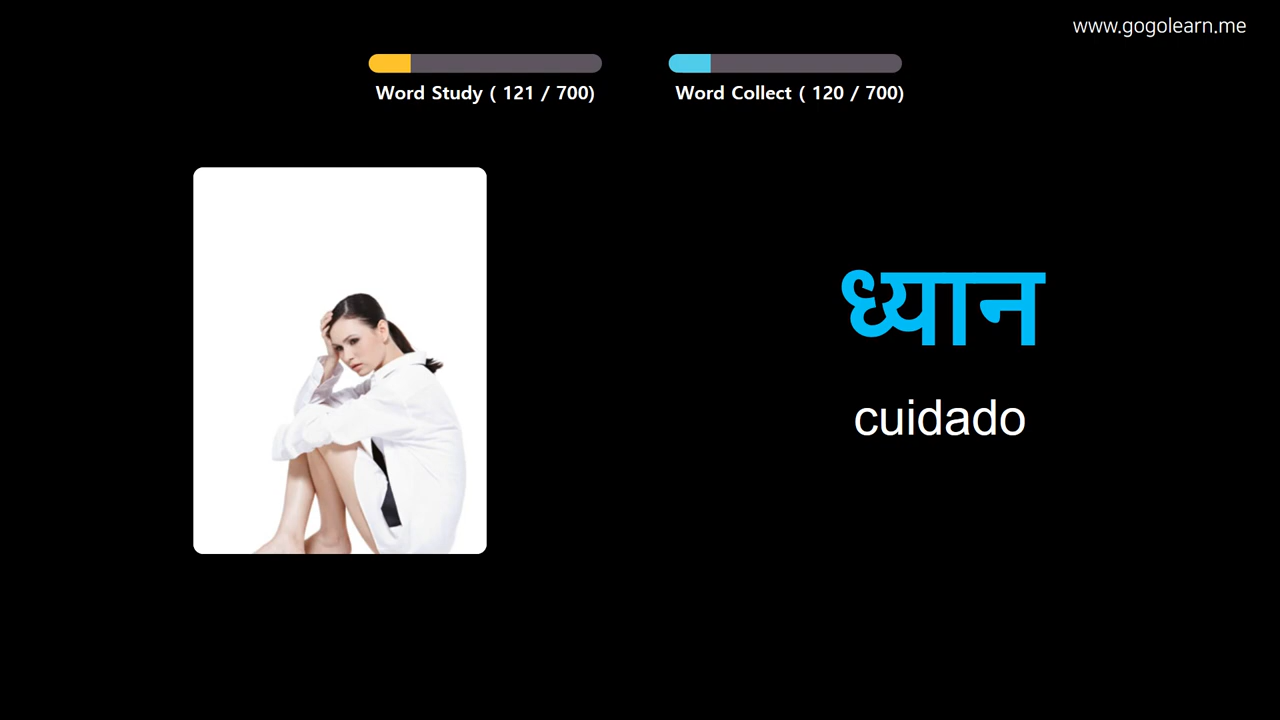 www.gogolearn.me
Word Study ( 121 / 700)
Word Collect ( 120 / 700)
ध्यान
cuidado